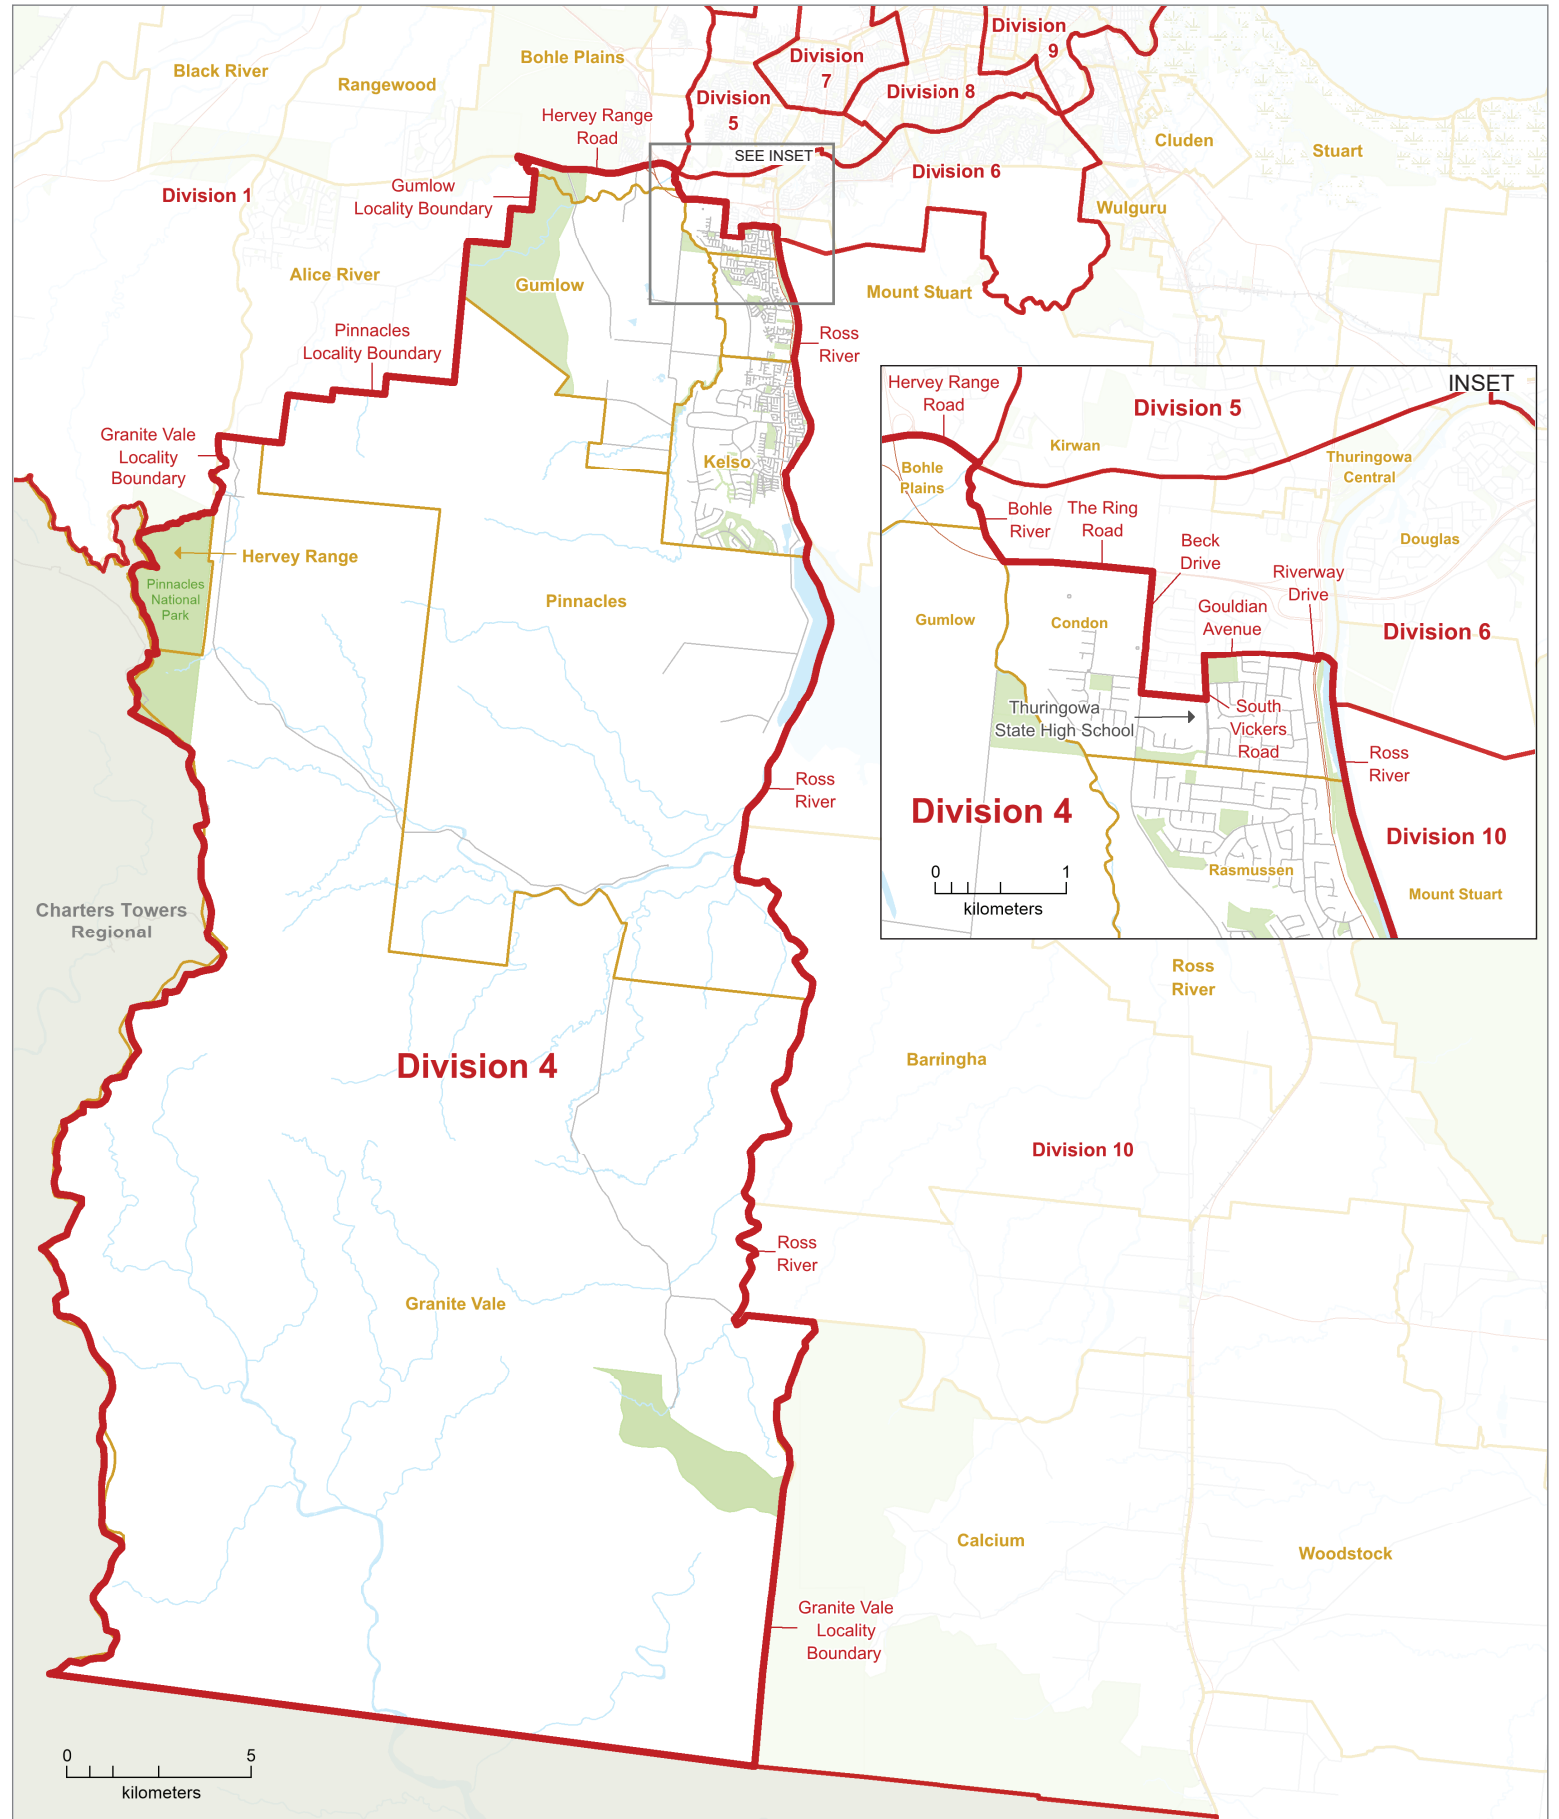 Black River
Rangewood
Bohle Plains
Division
7
Division
9
Division
5
Division 8
Hervey Range
Road
SEE INSET
Cluden
Stuart
Division 1
Gumlow
Locality Boundary
Division 6
Wulguru
Alice River
Gumlow
Mount Stuart
Pinnacles
Locality Boundary
Ross
River
Granite Vale
Locality
Boundary
Kelso
Hervey Range
Pinnacles
National
Park
Pinnacles
Ross
River
Charters Towers
Regional
Division 4
Ross
River
Barringha
Division 10
Ross
River
Granite Vale
Calcium
Woodstock
Granite Vale
Locality
Boundary
0
5
kilometers
INSET
Hervey Range
Road
Division 5
Kirwan
Bohle
Plains
Thuringowa
Central
Bohle
River
The Ring
Road
Beck
Drive
Douglas
Riverway
Drive
Gouldian
Avenue
Gumlow
Condon
Division 6
Thuringowa
State High School
South
Vickers
Road
Ross
River
Division 4
Division 10
0
1
kilometers
Rasmussen
Mount Stuart